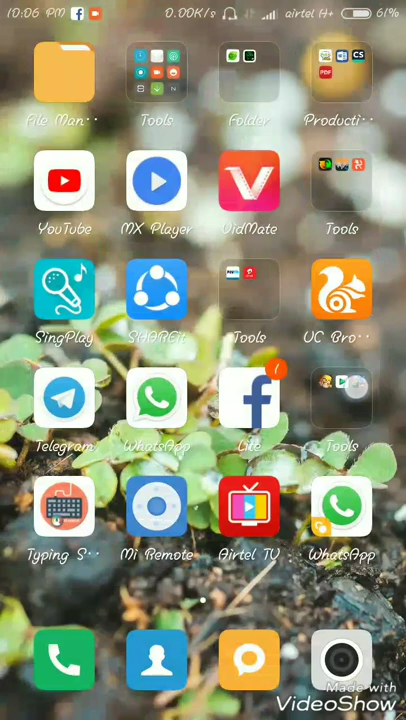 10:06 PM 0.00K/s airtel H+ 61%
File Man··
Tools
Folder
Producti··
YouTube
MX Player
VidMate
Tools
SingPlay
SHAREit
Tools
UC Bro··
Telegram
WhatsApp
Lite
Tools
Typing S··
Mi Remote
Airtel TV
WhatsApp
Made with
VideoShow